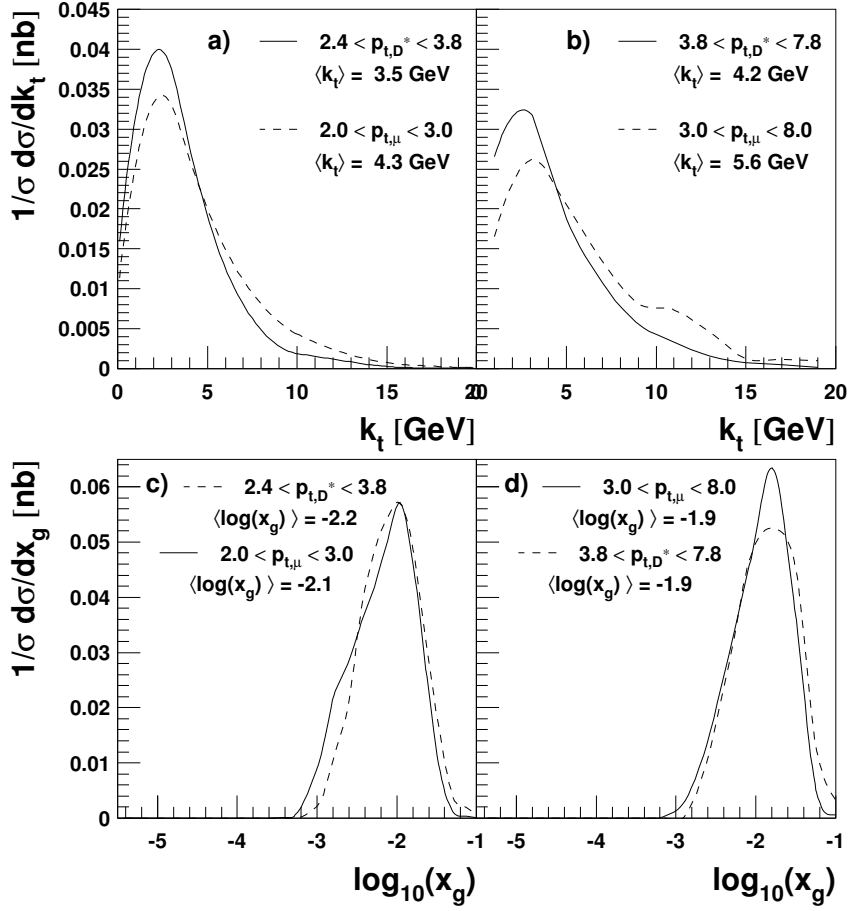 1/σ dσ/dk_t [nb]
0.045
0.04
0.035
0.03
0.025
0.02
0.015
0.01
0.005
0
a)
2.4 < p_t,D* < 3.8
⟨k_t⟩ = 3.5 GeV
2.0 < p_t,μ < 3.0
⟨k_t⟩ = 4.3 GeV
0 5 10 15 20
k_t [GeV]
b)
3.8 < p_t,D* < 7.8
⟨k_t⟩ = 4.2 GeV
3.0 < p_t,μ < 8.0
⟨k_t⟩ = 5.6 GeV
0 5 10 15 20
k_t [GeV]
1/σ dσ/dx_g [nb]
0.06
0.05
0.04
0.03
0.02
0.01
0
c)
2.4 < p_t,D* < 3.8
⟨log(x_g) ⟩ = -2.2
2.0 < p_t,μ < 3.0
⟨log(x_g) ⟩ = -2.1
-5 -4 -3 -2 -1
log_10(x_g)
d)
3.0 < p_t,μ < 8.0
⟨log(x_g) ⟩ = -1.9
3.8 < p_t,D* < 7.8
⟨log(x_g) ⟩ = -1.9
-5 -4 -3 -2 -1
log_10(x_g)